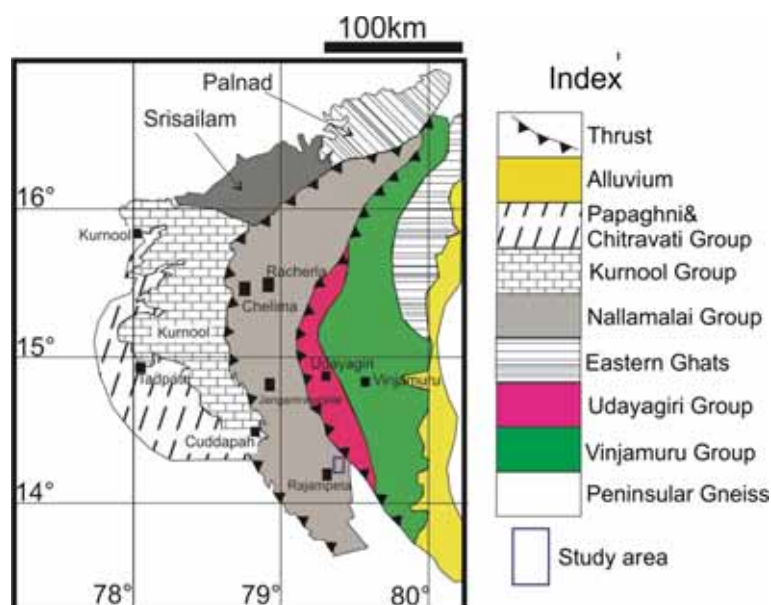 100km
Palnad
Srisailam
16°
Kurnool
Racherla
Chelima
Kurnool
15°
Tadpatri
Udayagiri
Vinjamuru
Cuddapah
Rajampeta
14°
78°
79°
80°
Index
Thrust
Alluvium
Papaghni&
Chitravati Group
Kurnool Group
Nallamalai Group
Eastern Ghats
Udayagiri Group
Vinjamuru Group
Peninsular Gneiss
Study area